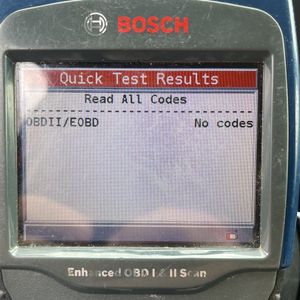 BOSCH
Quick Test Results
Read All Codes
OBDII/EOBD No codes
Enhanced OBD I & II Scan